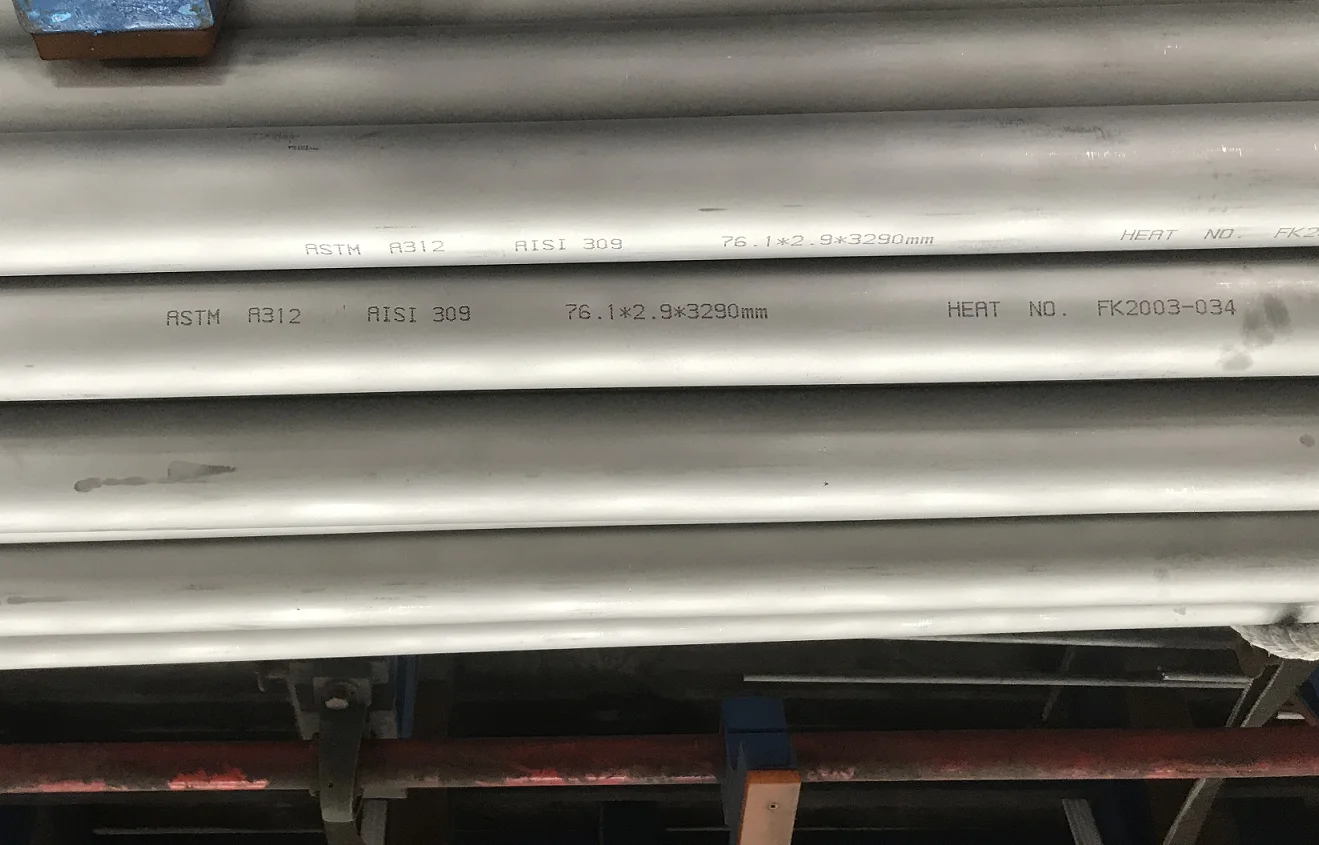 ASTM A312 AISI 309 76.1*2.9*3290mm HEAT NO.
ASTM A312 AISI 309 76.1*2.9*3290mm HEAT NO. FK2003-034